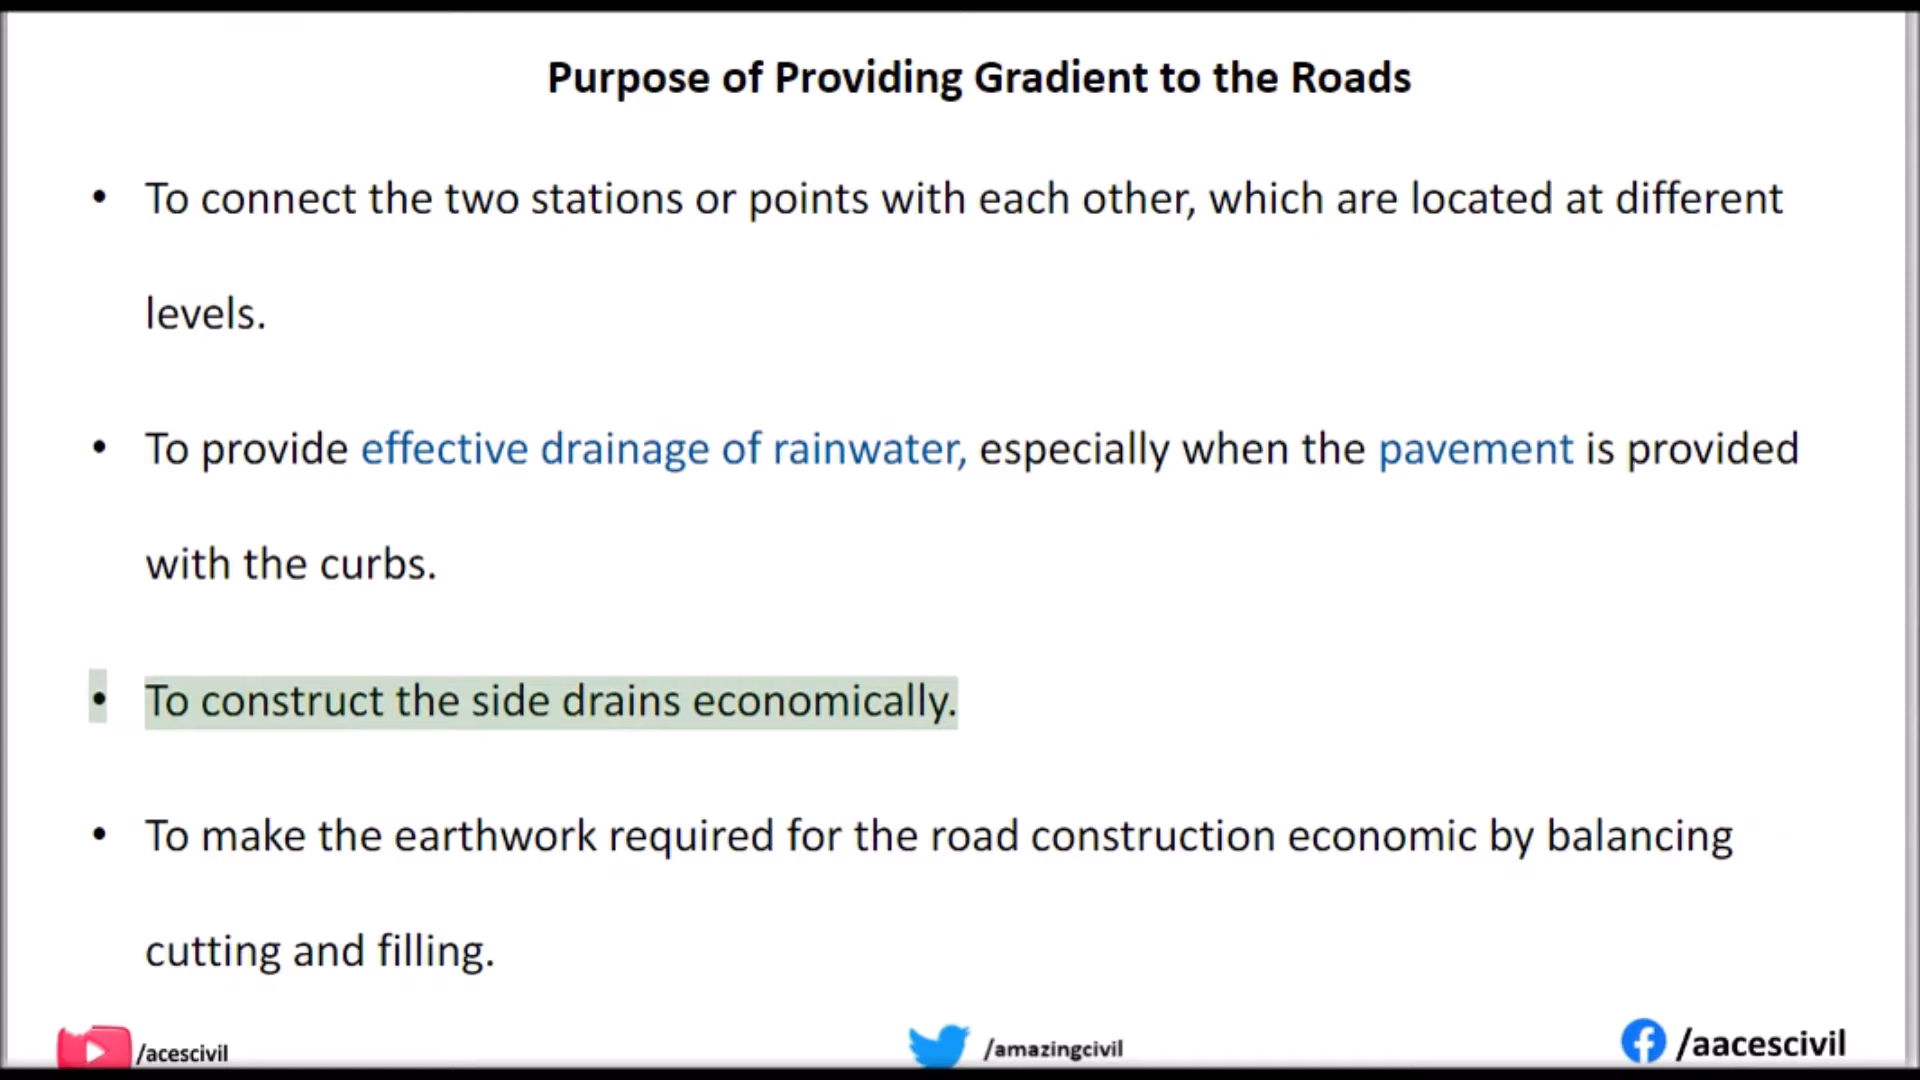 Purpose of Providing Gradient to the Roads
• To connect the two stations or points with each other, which are located at different
levels.
• To provide effective drainage of rainwater, especially when the pavement is provided
with the curbs.
• To construct the side drains economically.
• To make the earthwork required for the road construction economic by balancing
cutting and filling.
/acescivil
/amazingcivil
/aacescivil